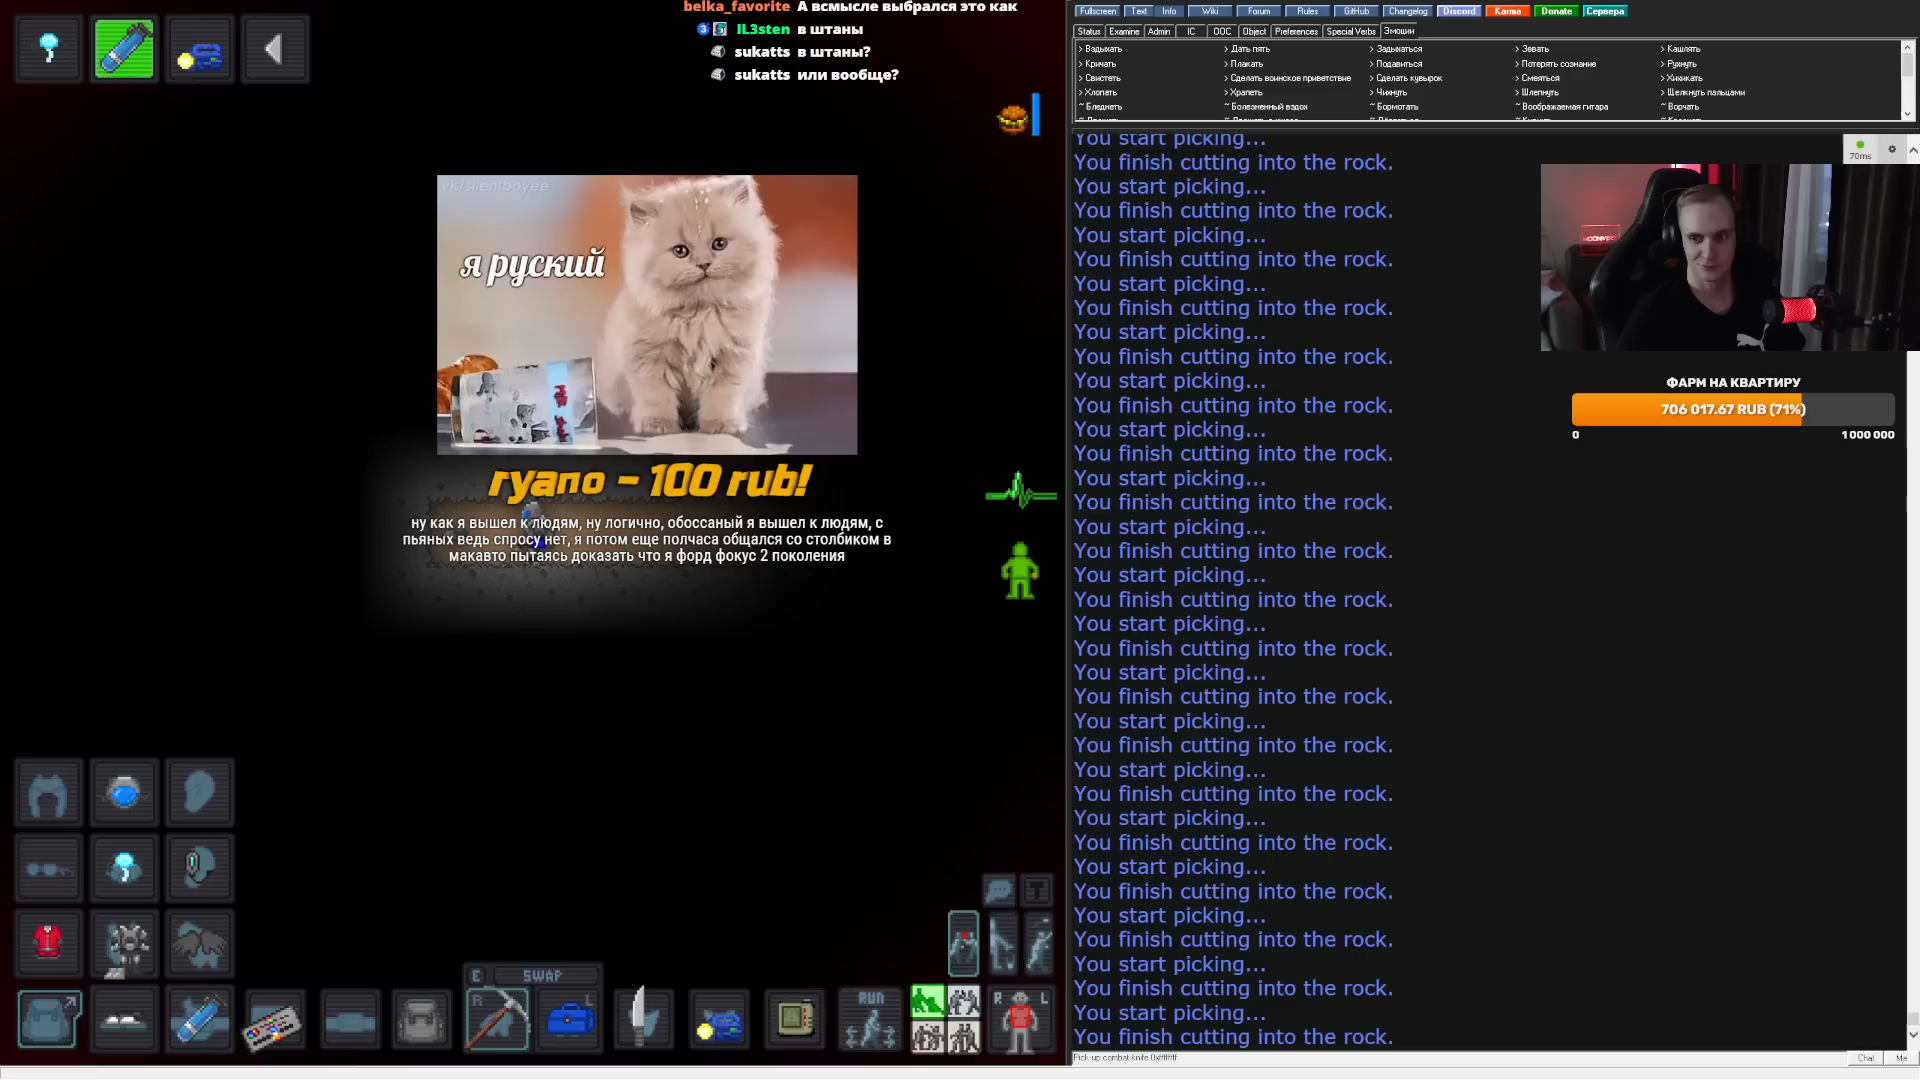 belka_favorite А всмысле выбрался это как
IL3sten в штаны
sukatts в штаны?
sukatts или вообще?
vk/silentboyee
я руский
ryano - 100 rub!
ну как я вышел к людям, ну логично, обоссаный я вышел к людям, с
пьяных ведь спросу нет, я потом еще полчаса общался со столбиком в
макавто пытаясь доказать что я форд фокус 2 поколения
E SWAP
R L
RUN
R L
Fullscreen Text Info Wiki Forum Rules GitHub Changelog Discord Karma Donate Сервера
Status Examine Admin IC OOC Object Preferences Special Verbs Эмоции
> Вздыхать > Дать пять > Задыхаться > Зевать > Кашлять
> Кричать > Плакать > Подавиться > Потерять сознание > Рухнуть
> Свистеть > Сделать воинское приветствие > Сделать кувырок > Смеяться > Хихикать
> Хлопать > Храпеть > Чихнуть > Шлепнуть > Щелкнуть пальцами
~ Бледнеть ~ Болезненный вздох ~ Бормотать ~ Воображаемая гитара ~ Ворчать
70ms
You start picking...
You finish cutting into the rock.
You start picking...
You finish cutting into the rock.
You start picking...
You finish cutting into the rock.
You start picking...
You finish cutting into the rock.
You start picking...
You finish cutting into the rock.
You start picking...
You finish cutting into the rock.
You start picking...
You finish cutting into the rock.
You start picking...
You finish cutting into the rock.
You start picking...
You finish cutting into the rock.
You start picking...
You finish cutting into the rock.
You start picking...
You finish cutting into the rock.
You start picking...
You finish cutting into the rock.
You start picking...
You finish cutting into the rock.
You start picking...
You finish cutting into the rock.
You start picking...
You finish cutting into the rock.
You start picking...
You finish cutting into the rock.
You start picking...
You finish cutting into the rock.
You start picking...
You finish cutting into the rock.
You start picking...
You finish cutting into the rock.
ФАРМ НА КВАРТИРУ
706 017.67 RUB (71%)
0 1 000 000
Chat Me